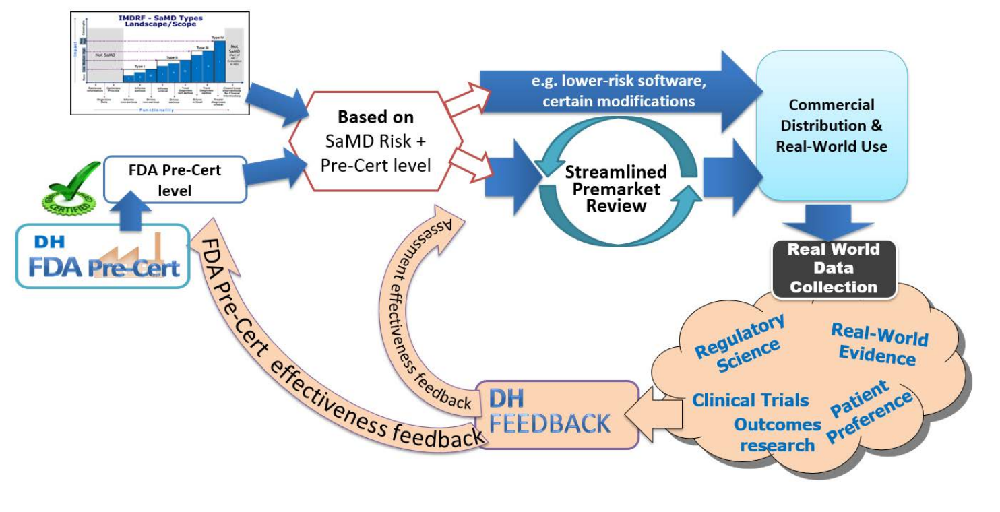 IMDRF - SaMD Types
Landscape/Scope
Impact
Not SaMD
Type I
Type II
Type III
Type IV
Not
SaMD
Functionality
e.g. lower-risk software,
certain modifications
Based on
SaMD Risk +
Pre-Cert level
Commercial
Distribution &
Real-World Use
FDA Pre-Cert
level
CERTIFIED
Streamlined
Premarket
Review
DH
FDA Pre-Cert
Real World
Data
Collection
Assessment effectiveness feedback
FDA Pre-Cert effectiveness feedback
Regulatory
Science
Real-World
Evidence
Clinical Trials
Patient
Preference
Outcomes
research
DH
FEEDBACK